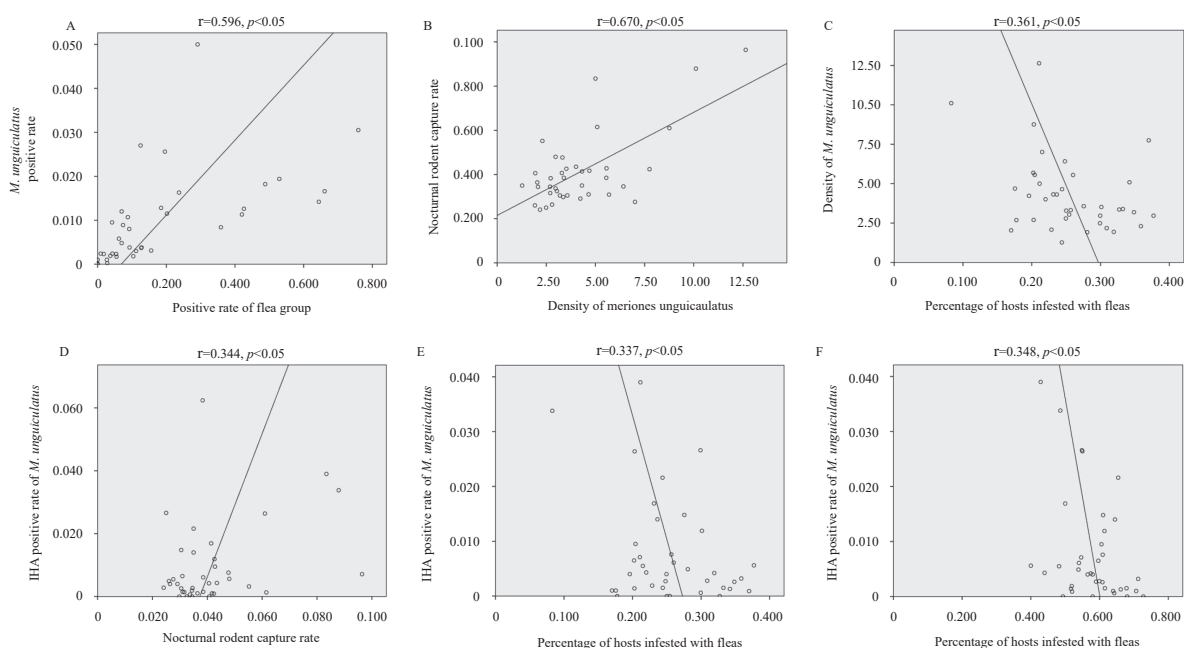 A
r=0.596, p<0.05
M. unguiculatus
positive rate
0.050
0.040
0.030
0.020
0.010
0
0 0.200 0.400 0.600 0.800
Positive rate of flea group
B
r=0.670, p<0.05
Nocturnal rodent capture rate
0.100
0.800
0.600
0.400
0.200
0.000
0 2.50 5.00 7.50 10.00 12.50
Density of meriones unguicaulatus
C
r=0.361, p<0.05
Density of M. unguiculatus
12.50
10.50
7.50
5.00
2.50
0
0 0.100 0.200 0.300 0.400
Percentage of hosts infested with fleas
D
r=0.344, p<0.05
IHA positive rate of M. unguiculatus
0.060
0.040
0.020
0
0 0.020 0.040 0.060 0.080 0.100
Nocturnal rodent capture rate
E
r=0.337, p<0.05
IHA positive rate of M. unguiculatus
0.040
0.030
0.020
0.010
0
0 0.100 0.200 0.300 0.400
Percentage of hosts infested with fleas
F
r=0.348, p<0.05
IHA positive rate of M. unguiculatus
0.040
0.030
0.020
0.010
0
0 0.200 0.400 0.600 0.800
Percentage of hosts infested with fleas